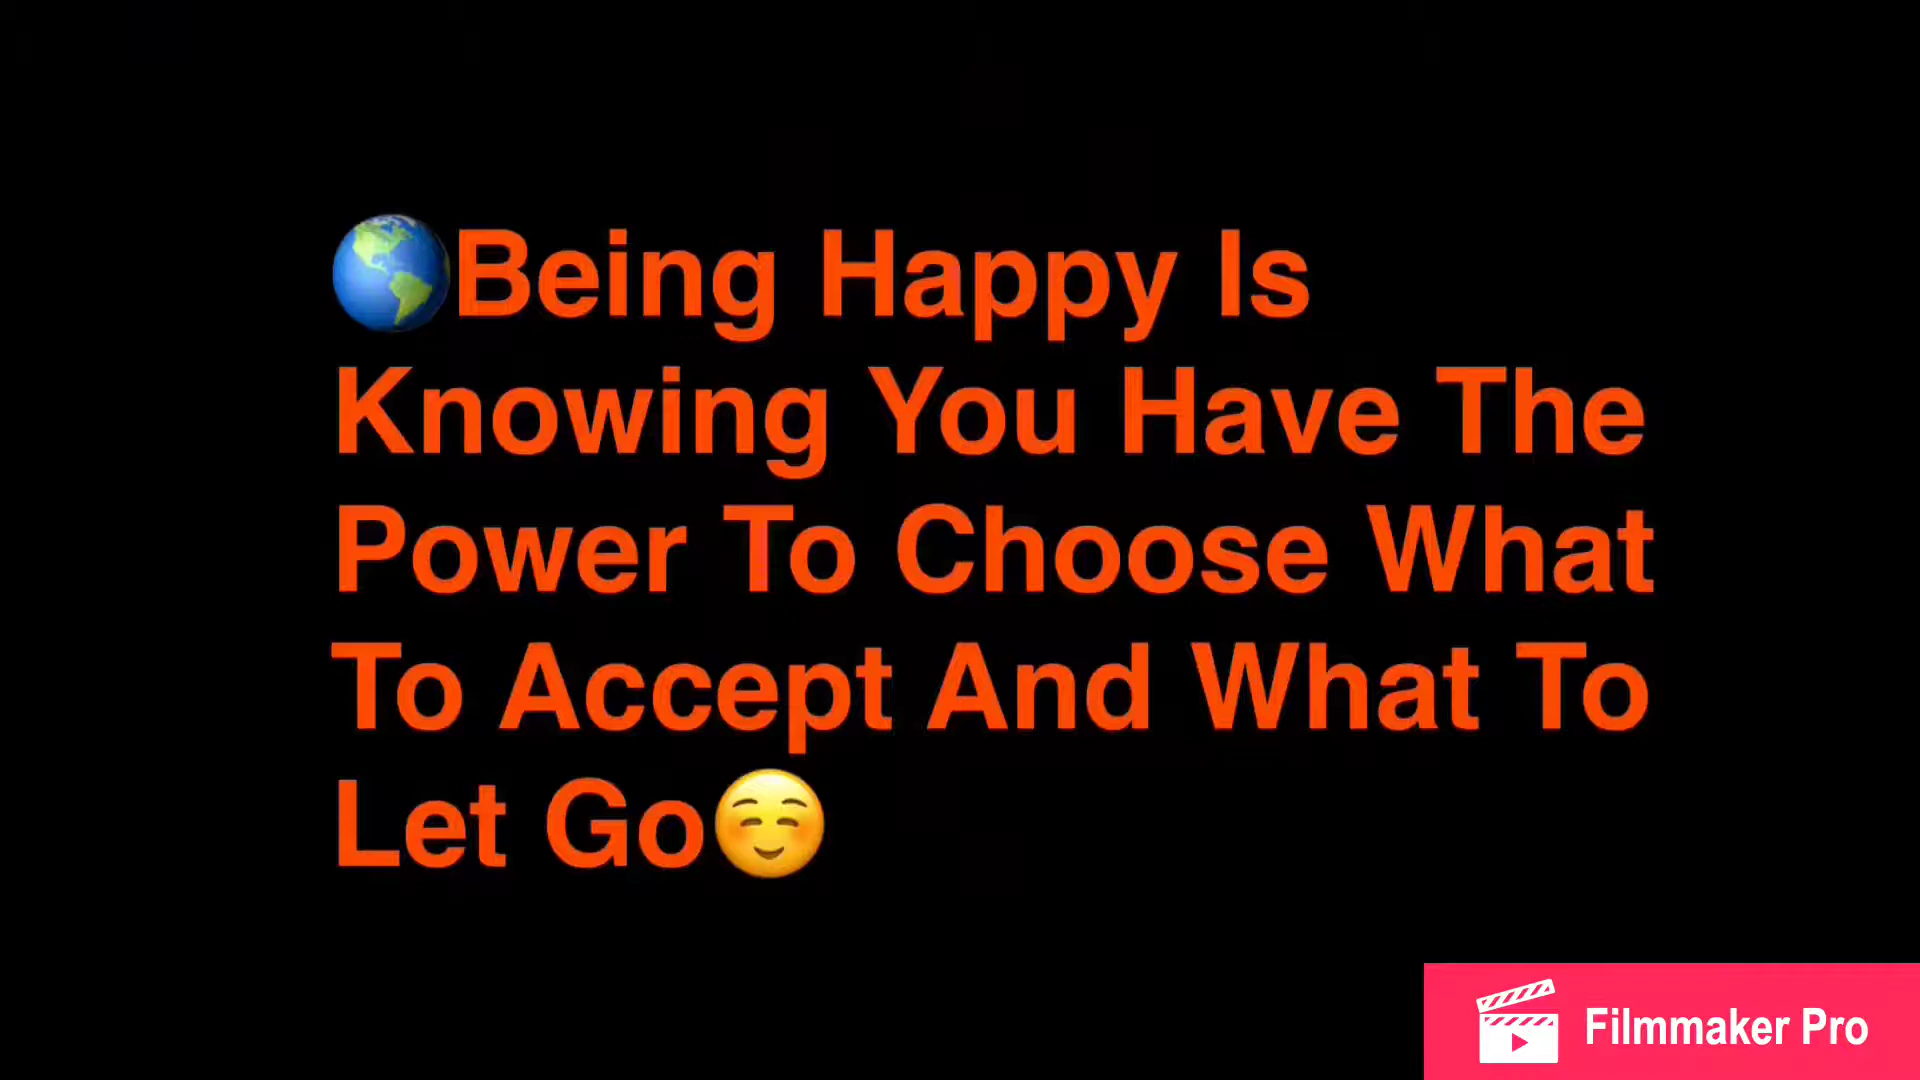 🌎Being Happy Is
Knowing You Have The
Power To Choose What
To Accept And What To
Let Go☺️
Filmmaker Pro